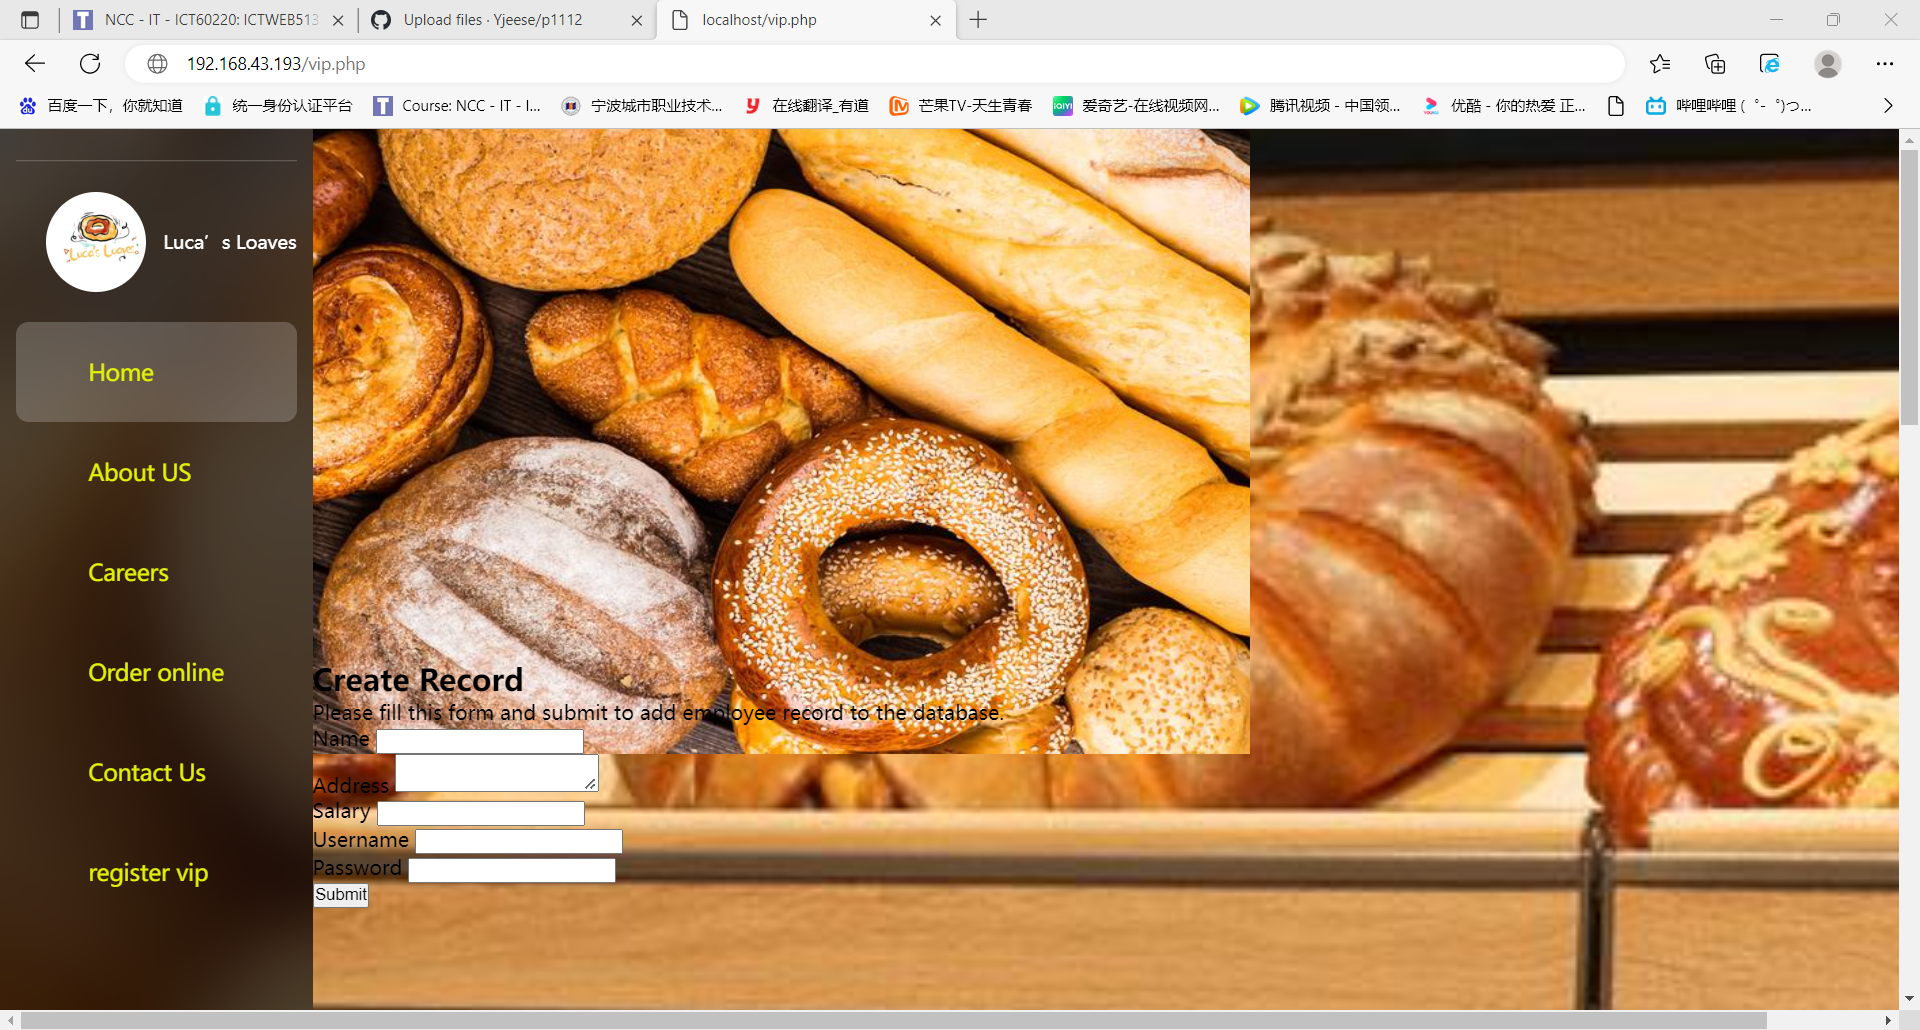 NCC - IT - ICT60220: ICTWEB513
Upload files · Yjeese/p1112
localhost/vip.php
192.168.43.193/vip.php
百度一下，你就知道
统一身份认证平台
Course: NCC - IT - I...
宁波城市职业技术...
在线翻译_有道
芒果TV-天生青春
爱奇艺-在线视频网...
腾讯视频 - 中国领...
优酷 - 你的热爱 正...
哔哩哔哩 ( ゜- ゜)つ...
Luca's Loaves
Luca’s Loaves
Home
About US
Careers
Order online
Contact Us
register vip
Create Record
Please fill this form and submit to add employee record to the database.
Name
Address
Salary
Username
Password
Submit